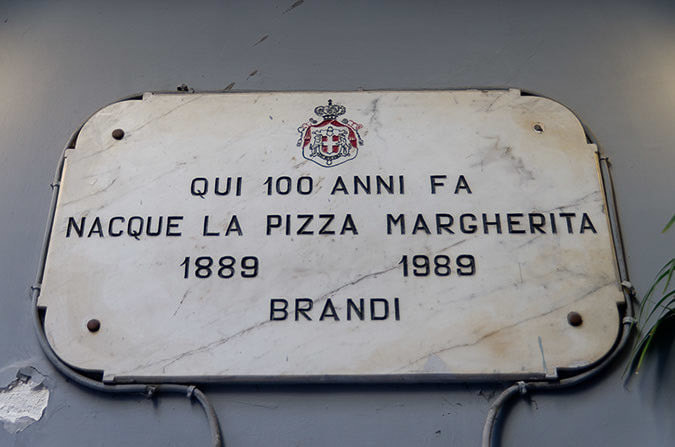 QUI 100 ANNI FA
NACQUE LA PIZZA MARGHERITA
1889 1989
BRANDI